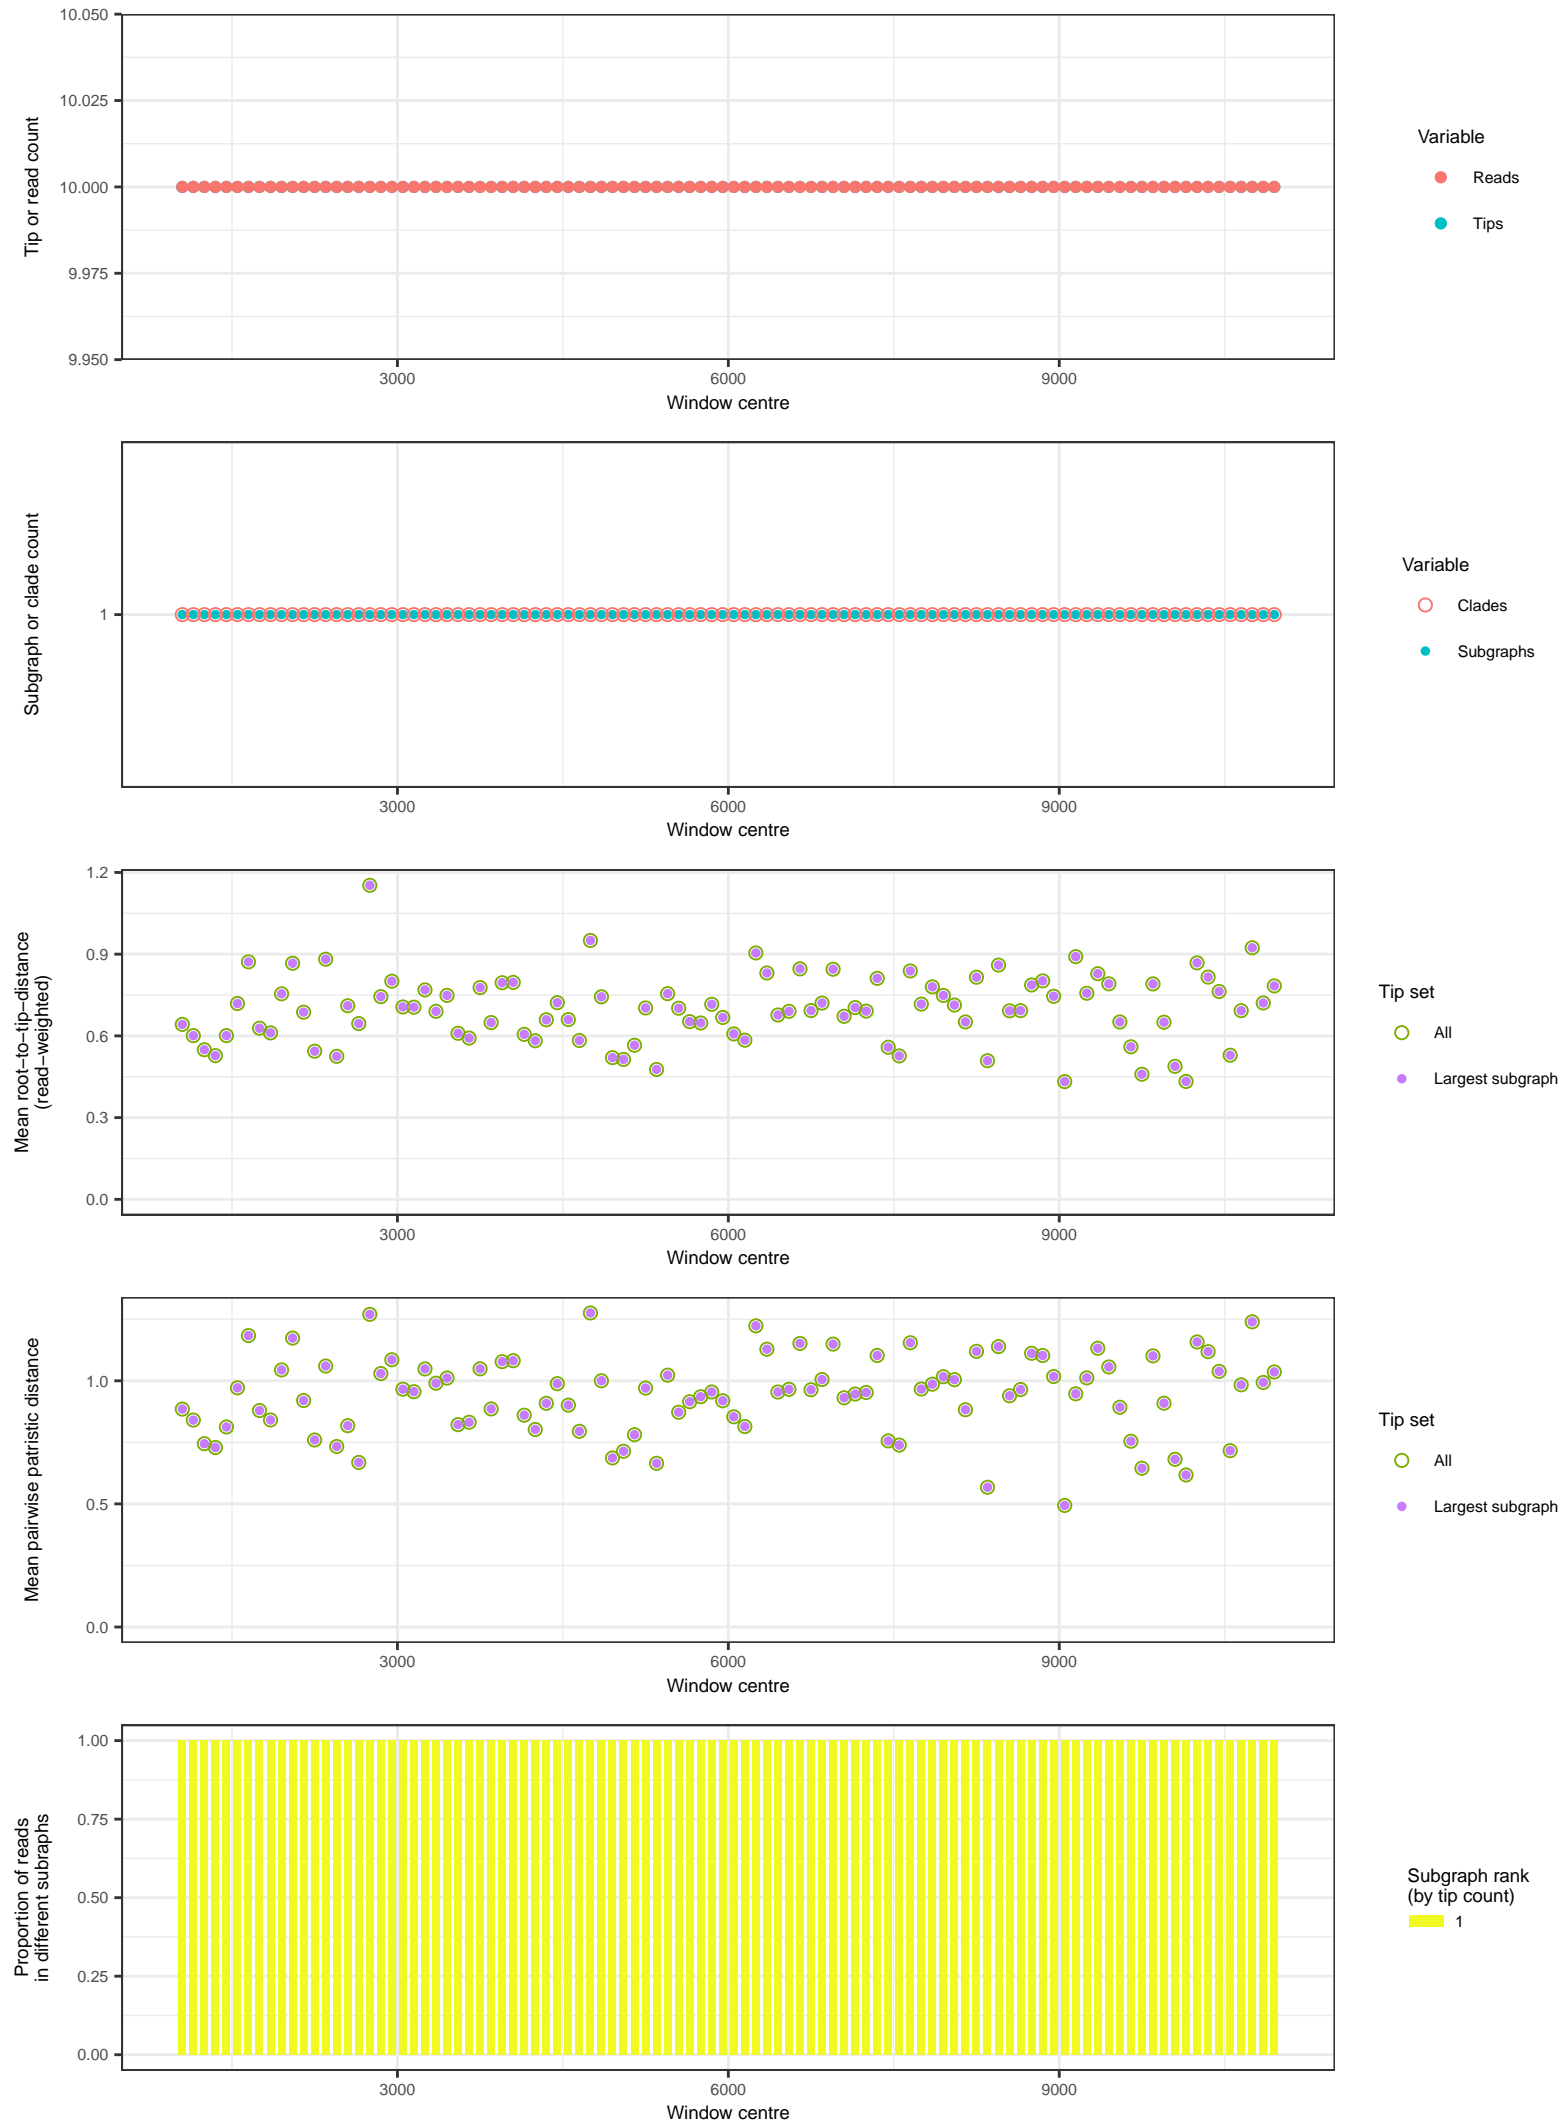 10.050
10.025
10.000
9.975
9.950
Tip or read count
3000
6000
9000
Window centre
Variable
Reads
Tips
1
Subgraph or clade count
3000
6000
9000
Window centre
Variable
Clades
Subgraphs
1.2
0.9
0.6
0.3
0.0
Mean root−to−tip−distance
(read−weighted)
3000
6000
9000
Window centre
Tip set
All
Largest subgraph
1.0
0.5
0.0
Mean pairwise patristic distance
3000
6000
9000
Window centre
Tip set
All
Largest subgraph
1.00
0.75
0.50
0.25
0.00
Proportion of reads
in different subraphs
3000
6000
9000
Window centre
Subgraph rank
(by tip count)
1